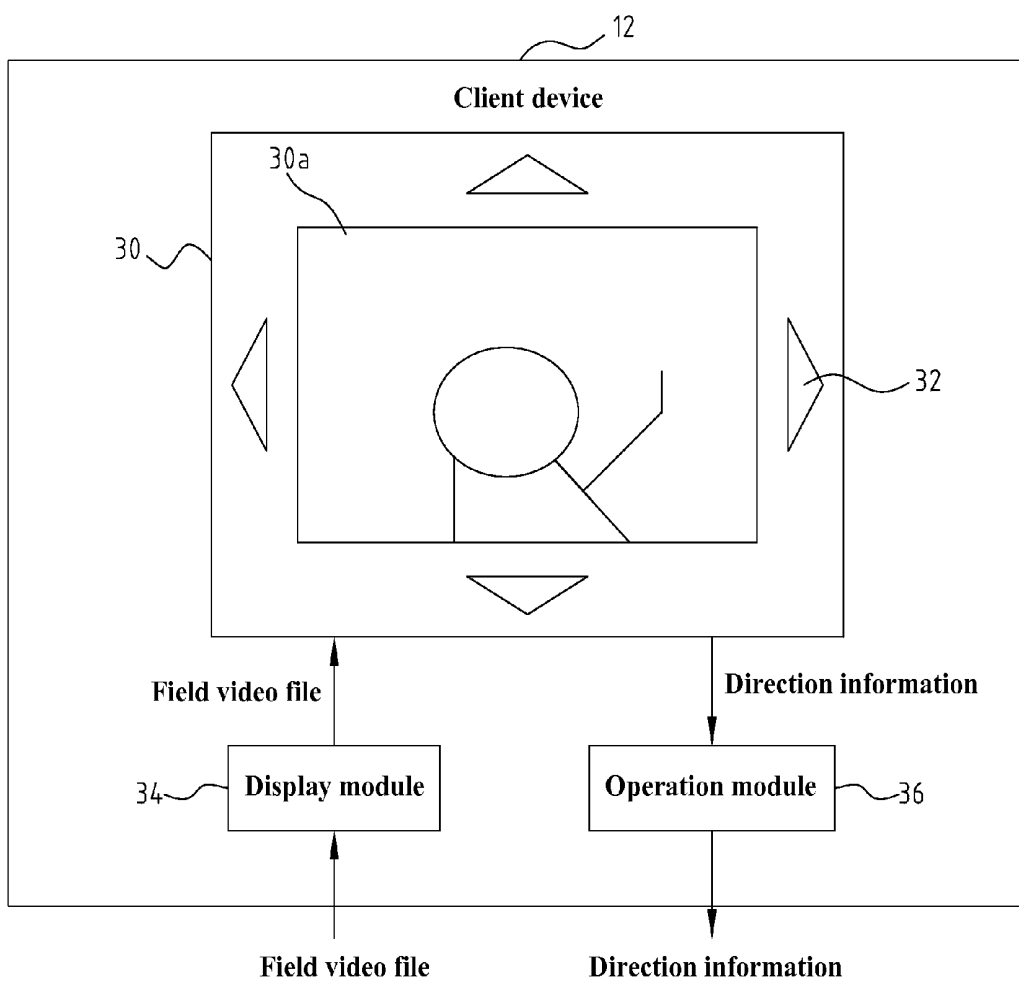 12
Client device
30a
30
32
Field video file
Direction information
34
Display module
Operation module
36
Field video file
Direction information